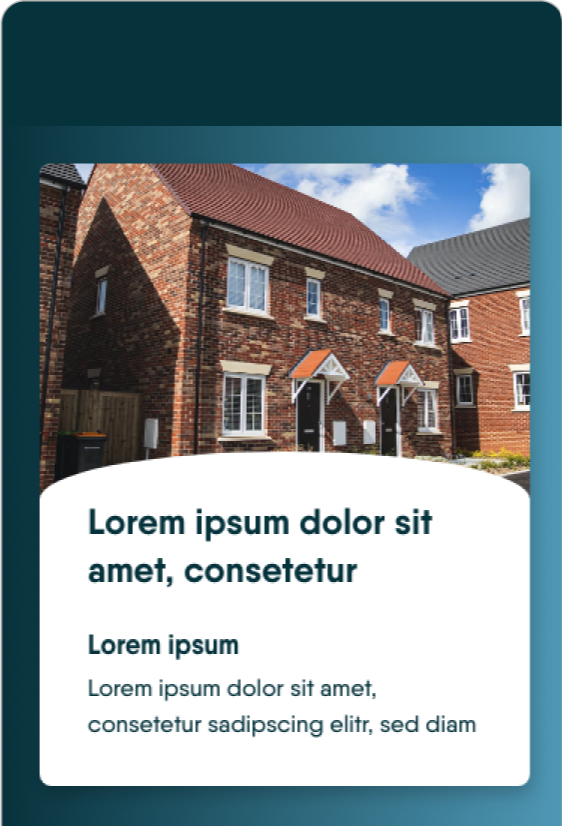 Lorem ipsum dolor sit
amet, consetetur
Lorem ipsum
Lorem ipsum dolor sit amet,
consetetur sadipscing elitr, sed diam